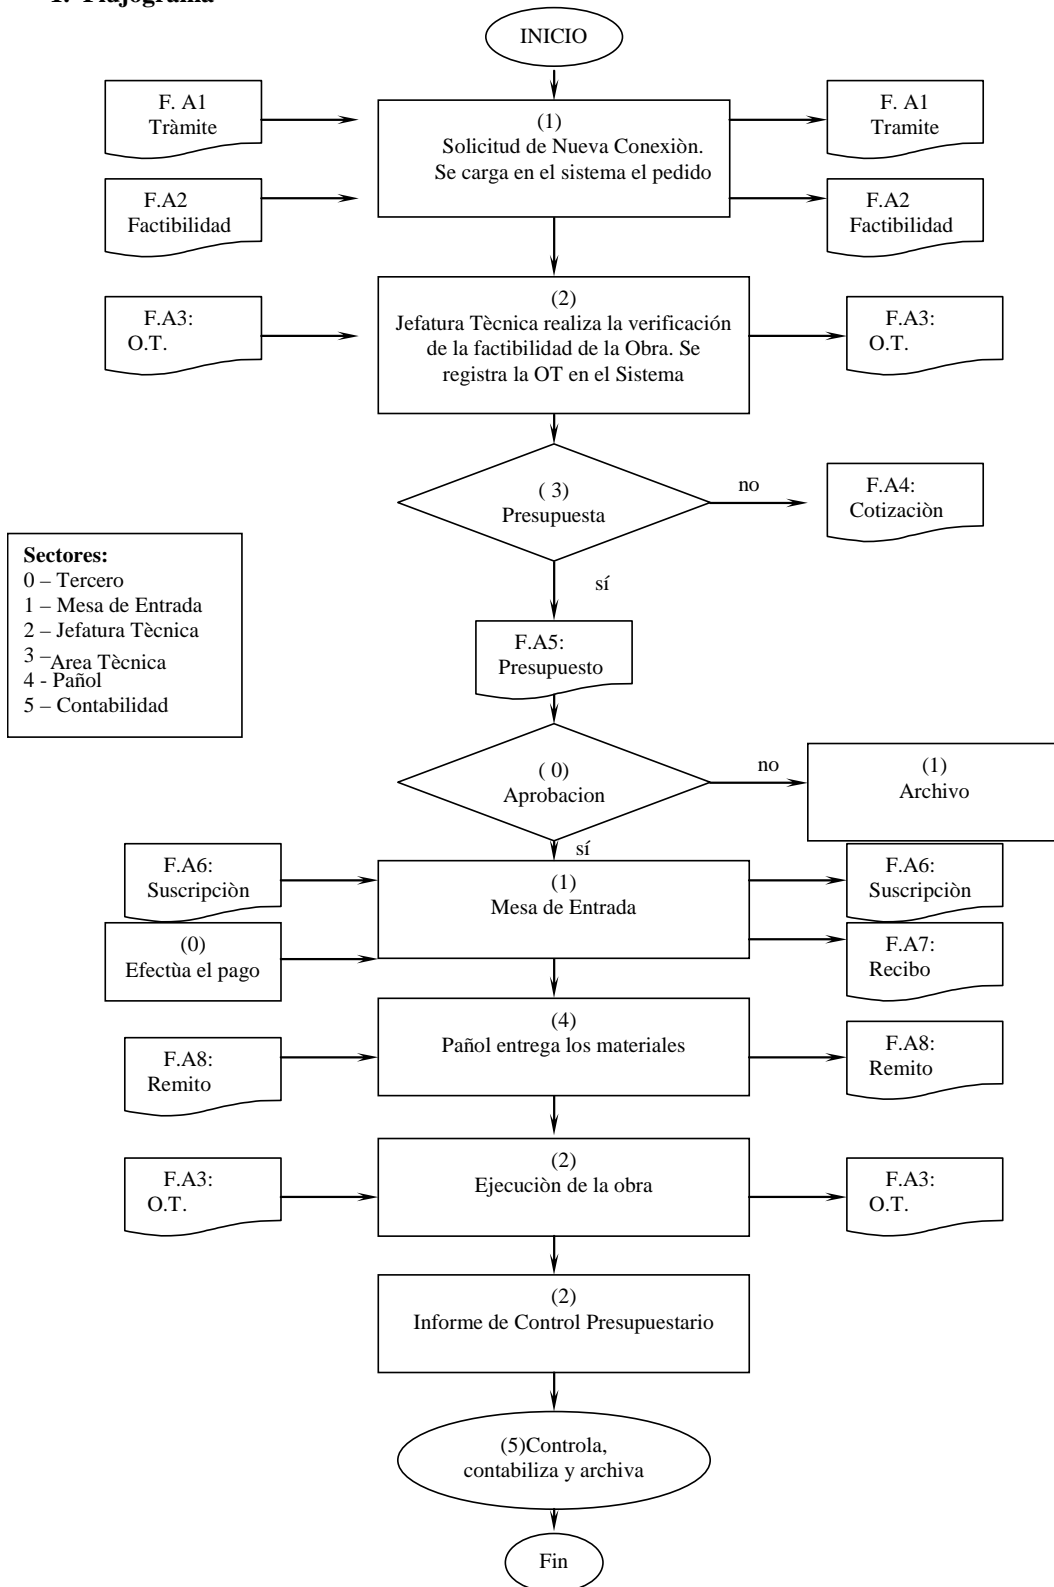 1. Flujograma
INICIO
F. A1
Tràmite
(1)
Solicitud de Nueva Conexiòn.
Se carga en el sistema el pedido
F. A1
Tramite
F.A2
Factibilidad
F.A2
Factibilidad
F.A3:
O.T.
(2)
Jefatura Tècnica realiza la verificación
de la factibilidad de la Obra. Se
registra la OT en el Sistema
F.A3:
O.T.
( 3)
Presupuesta
no
F.A4:
Cotizaciòn
sí
Sectores:
0 – Tercero
1 – Mesa de Entrada
2 – Jefatura Tècnica
3 – Area Tècnica
4 - Pañol
5 – Contabilidad
F.A5:
Presupuesto
( 0)
Aprobacion
no
(1)
Archivo
sí
F.A6:
Suscripciòn
(1)
Mesa de Entrada
F.A6:
Suscripciòn
(0)
Efectùa el pago
F.A7:
Recibo
F.A8:
Remito
(4)
Pañol entrega los materiales
F.A8:
Remito
F.A3:
O.T.
(2)
Ejecuciòn de la obra
F.A3:
O.T.
(2)
Informe de Control Presupuestario
(5)Controla,
contabiliza y archiva
Fin